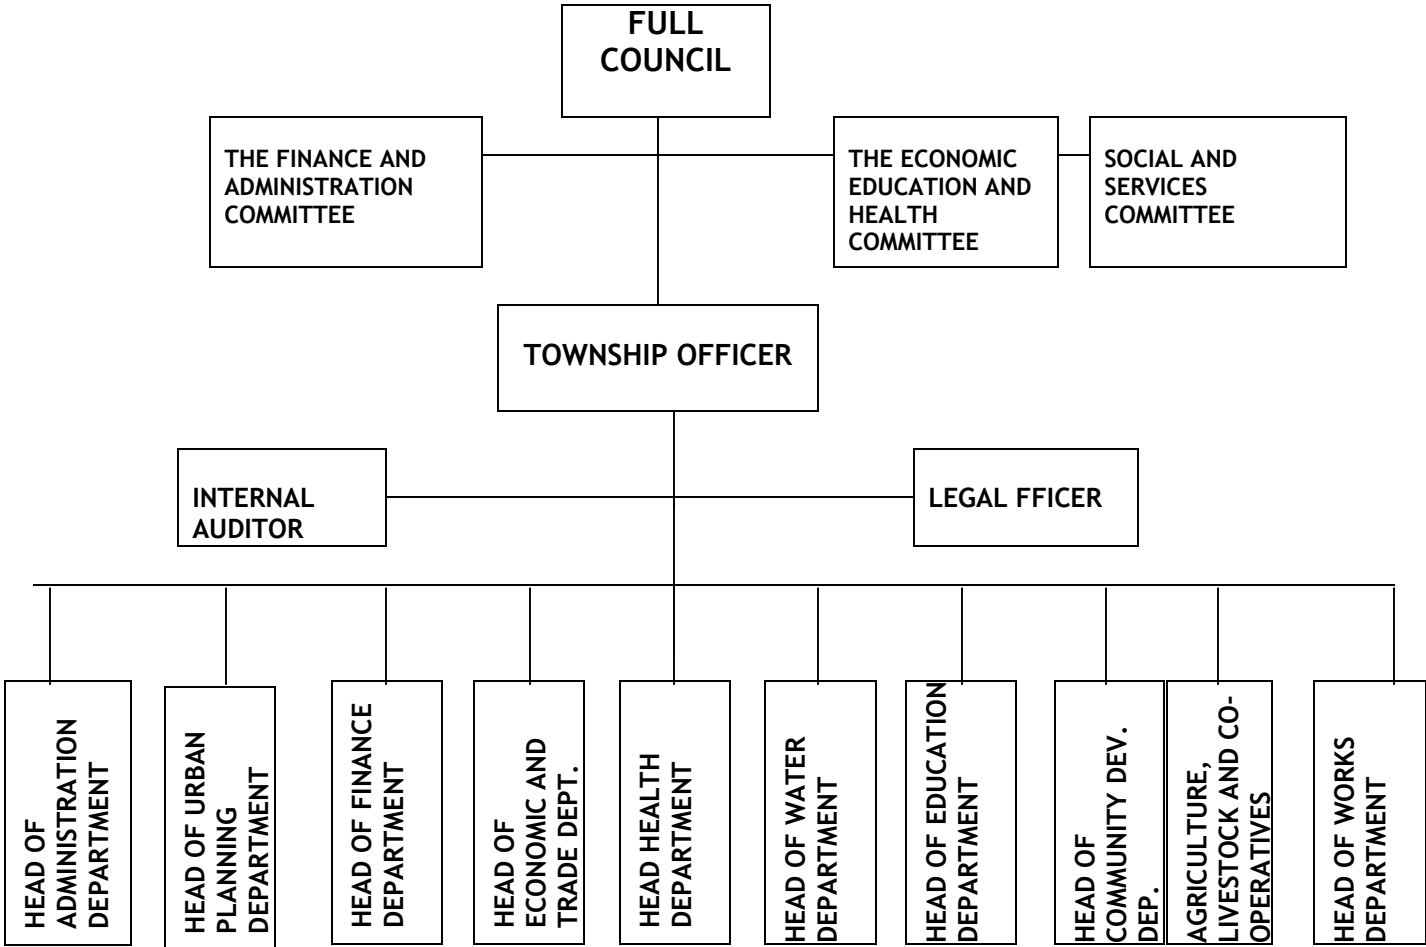 FULL
COUNCIL
THE FINANCE AND
ADMINISTRATION
COMMITTEE
THE ECONOMIC
EDUCATION AND
HEALTH
COMMITTEE
SOCIAL AND
SERVICES
COMMITTEE
TOWNSHIP OFFICER
INTERNAL
AUDITOR
LEGAL FFICER
HEAD OF
ADMINISTRATION
DEPARTMENT
HEAD OF URBAN
PLANNING
DEPARTMENT
HEAD OF FINANCE
DEPARTMENT
HEAD OF
ECONOMIC AND
TRADE DEPT.
HEAD HEALTH
DEPARTMENT
HEAD OF WATER
DEPARTMENT
HEAD OF EDUCATION
DEPARTMENT
HEAD OF
COMMUNITY DEV.
DEP.
AGRICULTURE,
LIVESTOCK AND CO-
OPERATIVES
HEAD OF WORKS
DEPARTMENT